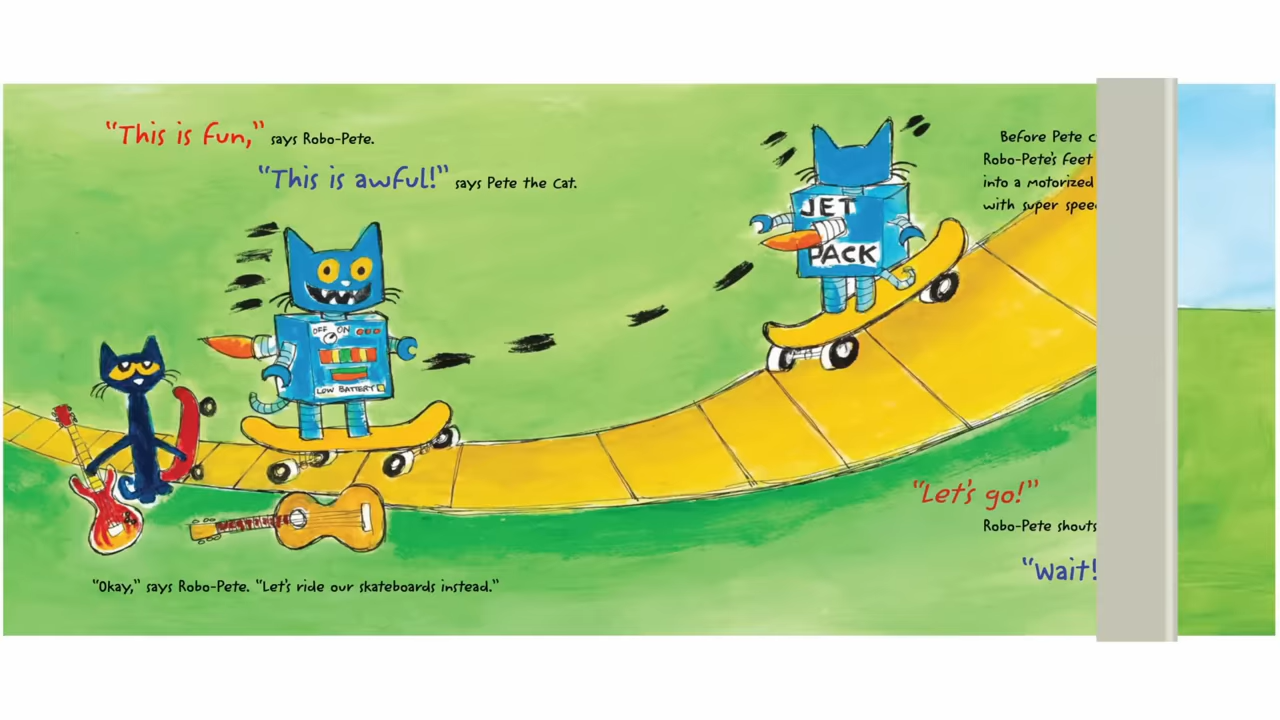 “This is fun,” says Robo-Pete.
“This is awful!” says Pete the Cat.
OFF ON
LOW BATTERY
“Okay,” says Robo-Pete. “Let’s ride our skateboards instead.”
JET
PACK
Before Pete
Robo-Pete’s feet
into a motorized
with super
“Let’s go!”
Robo-Pete shouts
“Wait!